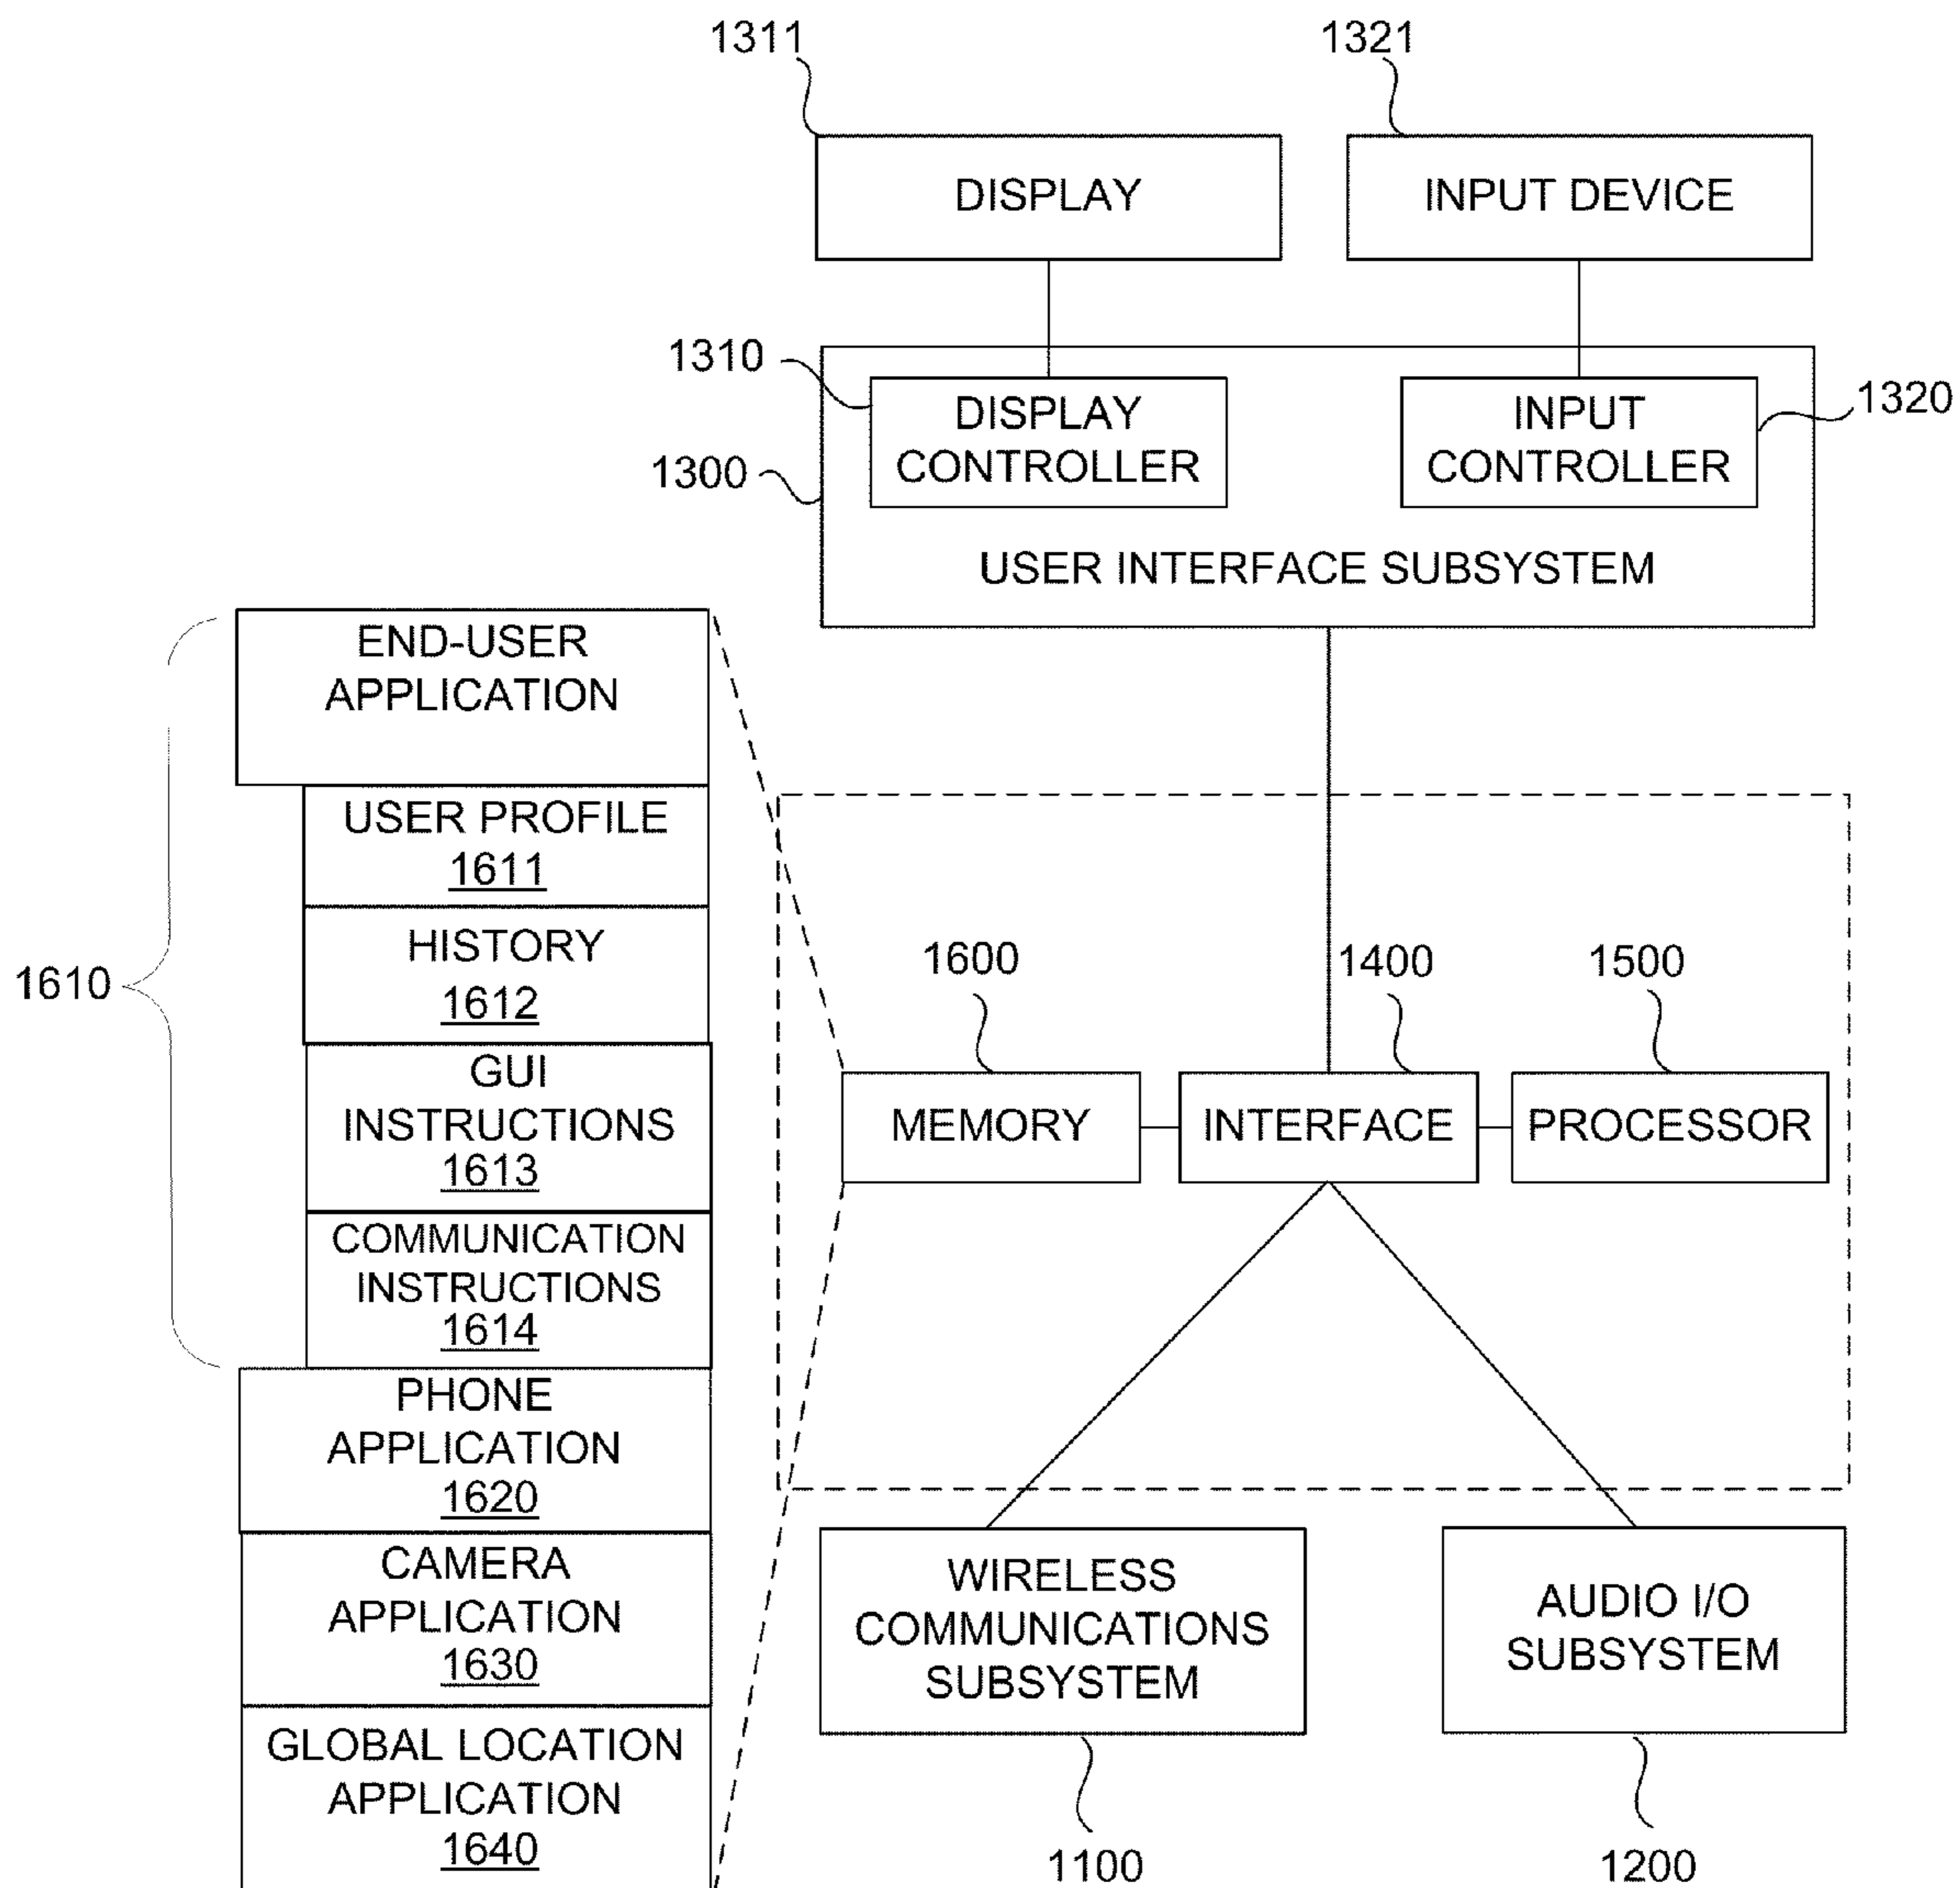 1311
1321
DISPLAY
INPUT DEVICE
1310
DISPLAY
CONTROLLER
INPUT
CONTROLLER
1320
1300
USER INTERFACE SUBSYSTEM
END-USER
APPLICATION
USER PROFILE
1611
HISTORY
1612
GUI
INSTRUCTIONS
1613
COMMUNICATION
INSTRUCTIONS
1614
1610
PHONE
APPLICATION
1620
CAMERA
APPLICATION
1630
GLOBAL LOCATION
APPLICATION
1640
1600
1400
1500
MEMORY
INTERFACE
PROCESSOR
WIRELESS
COMMUNICATIONS
SUBSYSTEM
AUDIO I/O
SUBSYSTEM
1100
1200